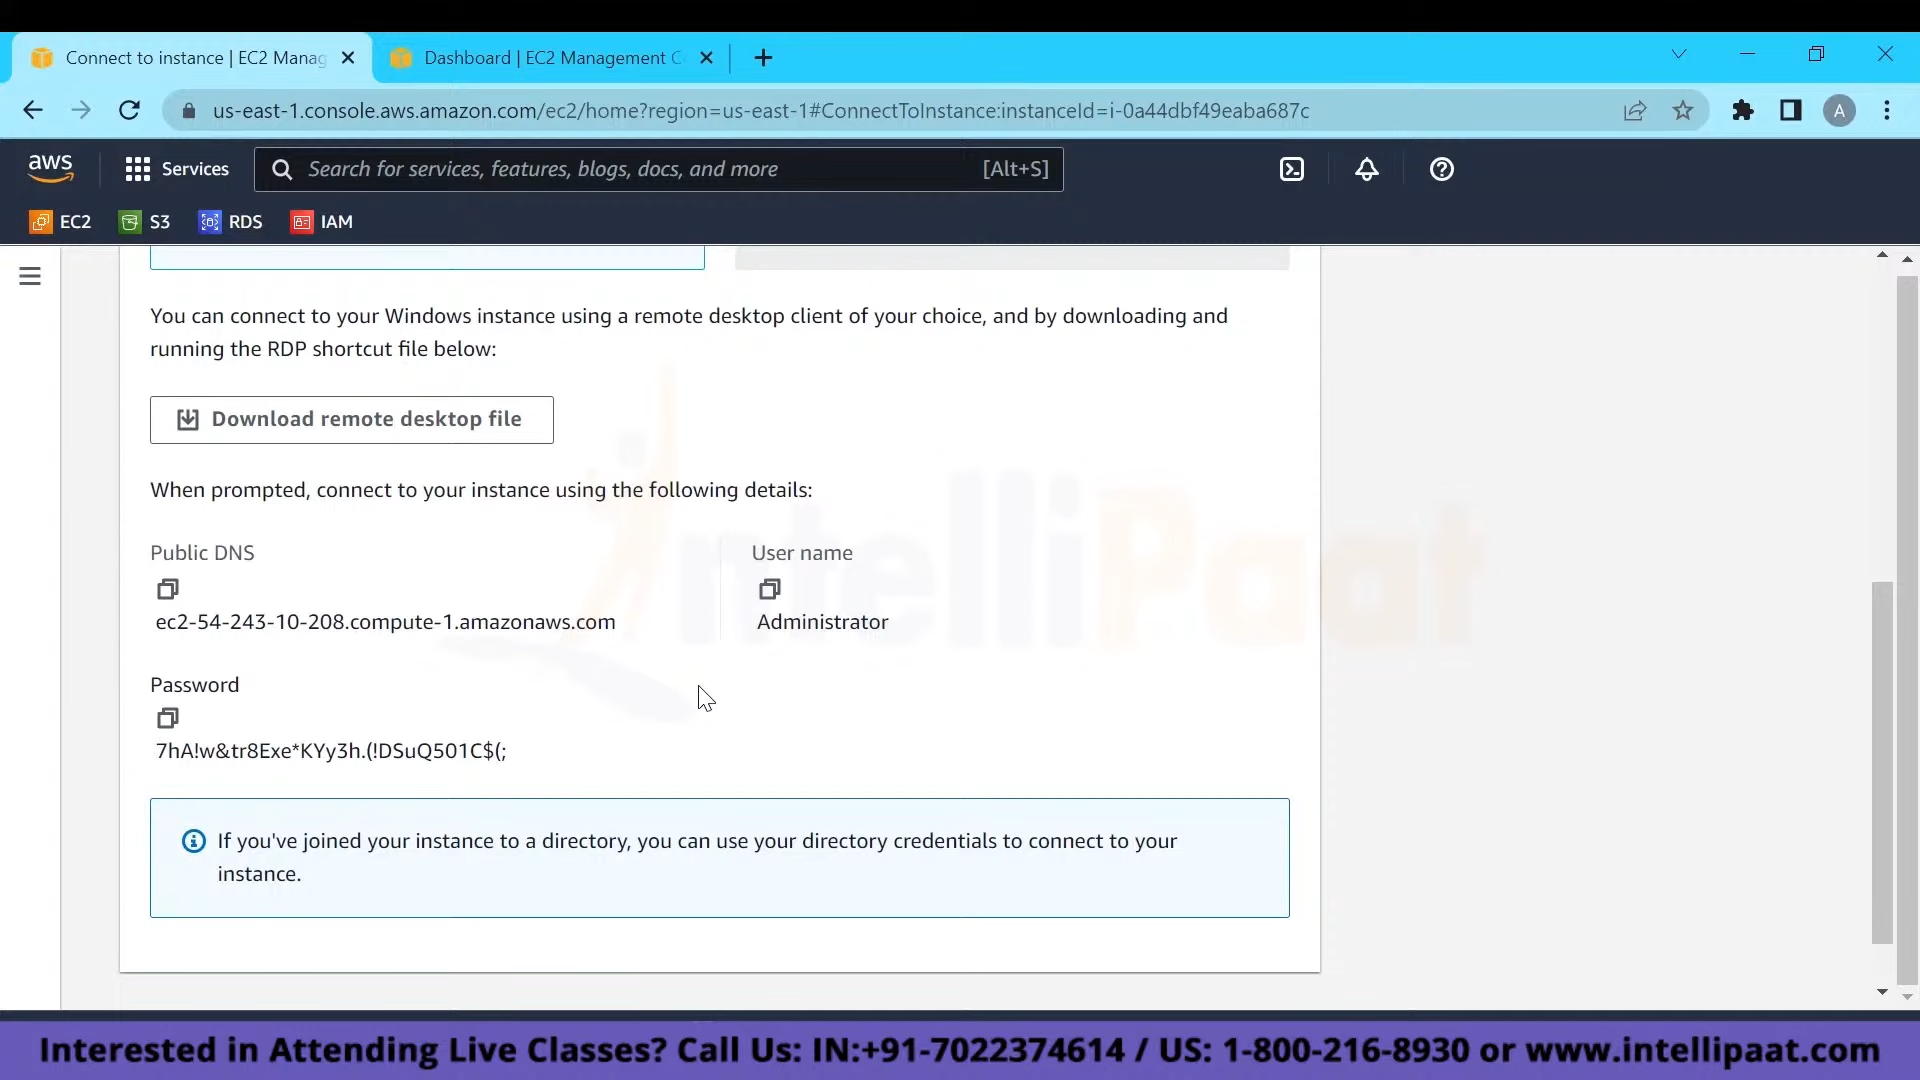 Connect to instance | EC2 Manag
Dashboard | EC2 Management C
us-east-1.console.aws.amazon.com/ec2/home?region=us-east-1#ConnectToInstance:instanceId=i-0a44dbf49eaba687c
A
aws
Services
Search for services, features, blogs, docs, and more
[Alt+S]
EC2
S3
RDS
IAM
You can connect to your Windows instance using a remote desktop client of your choice, and by downloading and
running the RDP shortcut file below:
Download remote desktop file
When prompted, connect to your instance using the following details:
Public DNS
User name
ec2-54-243-10-208.compute-1.amazonaws.com
Administrator
IntelliPaat
Password
7hA!w&tr8Exe*KYy3h.(!DSuQ501C$(;
If you've joined your instance to a directory, you can use your directory credentials to connect to your
instance.
Interested in Attending Live Classes? Call Us: IN:+91-7022374614 / US: 1-800-216-8930 or www.intellipaat.com